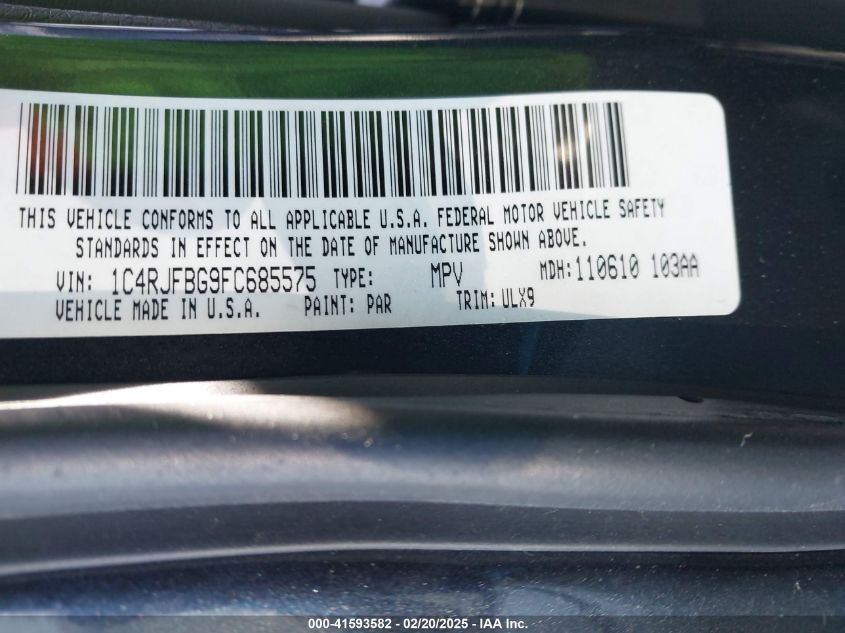 THIS VEHICLE CONFORMS TO ALL APPLICABLE U.S.A. FEDERAL MOTOR VEHICLE SAFETY
STANDARDS IN EFFECT ON THE DATE OF MANUFACTURE SHOWN ABOVE.
VIN: 1C4RJFBG9FC685575 TYPE: MPV MDH:110610 103AA
VEHICLE MADE IN U.S.A. PAINT: PAR TRIM: ULX9
000-41593582 - 02/20/2025 - IAA Inc.